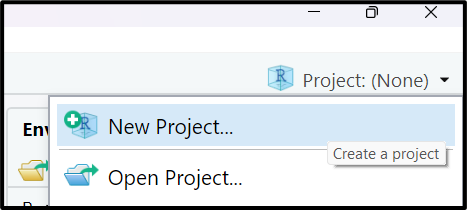 Project: (None)
New Project...
Create a project
Open Project...